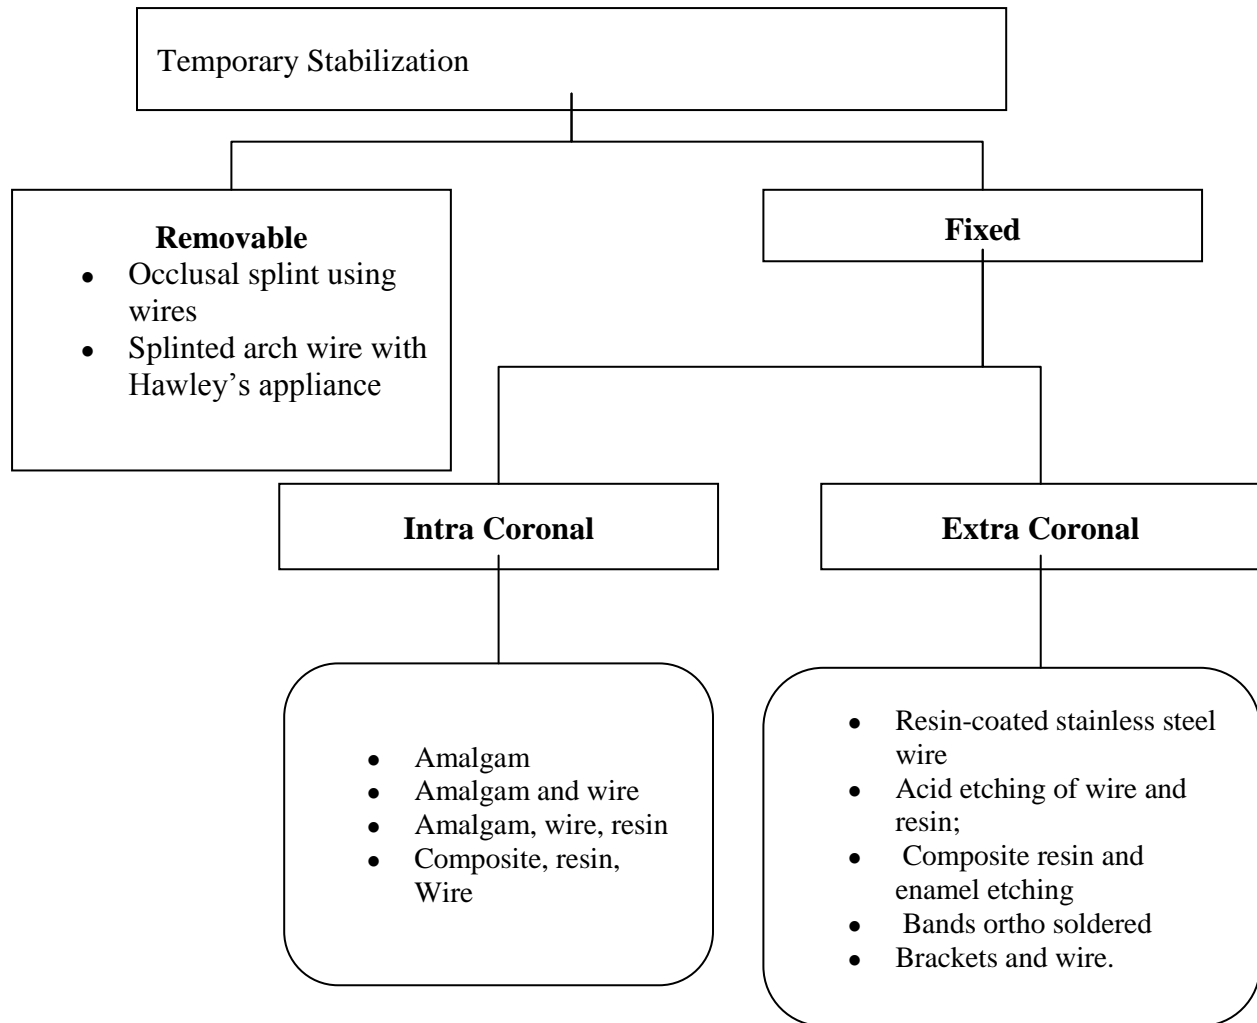 Temporary Stabilization
Removable
• Occlusal splint using
wires
• Splinted arch wire with
Hawley’s appliance
Fixed
Intra Coronal
Extra Coronal
• Amalgam
• Amalgam and wire
• Amalgam, wire, resin
• Composite, resin,
Wire
• Resin-coated stainless steel
wire
• Acid etching of wire and
resin;
• Composite resin and
enamel etching
• Bands ortho soldered
• Brackets and wire.